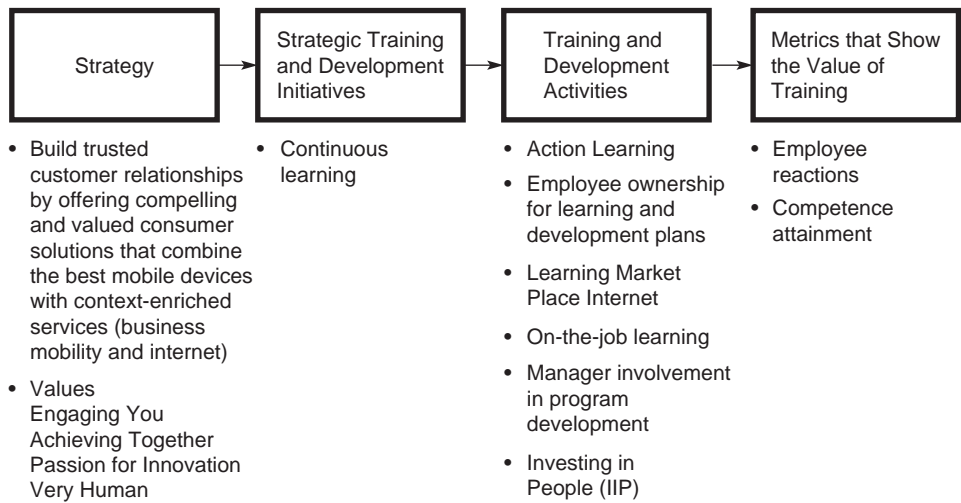 Strategy
Strategic Training
and Development
Initiatives
Training and
Development
Activities
Metrics that Show
the Value of
Training
• Build trusted
customer relationships
by offering compelling
and valued consumer
solutions that combine
the best mobile devices
with context-enriched
services (business
mobility and internet)
• Values
Engaging You
Achieving Together
Passion for Innovation
Very Human
• Continuous
learning
• Action Learning
• Employee ownership
for learning and
development plans
• Learning Market
Place Internet
• On-the-job learning
• Manager involvement
in program
development
• Investing in
People (IIP)
• Employee
reactions
• Competence
attainment